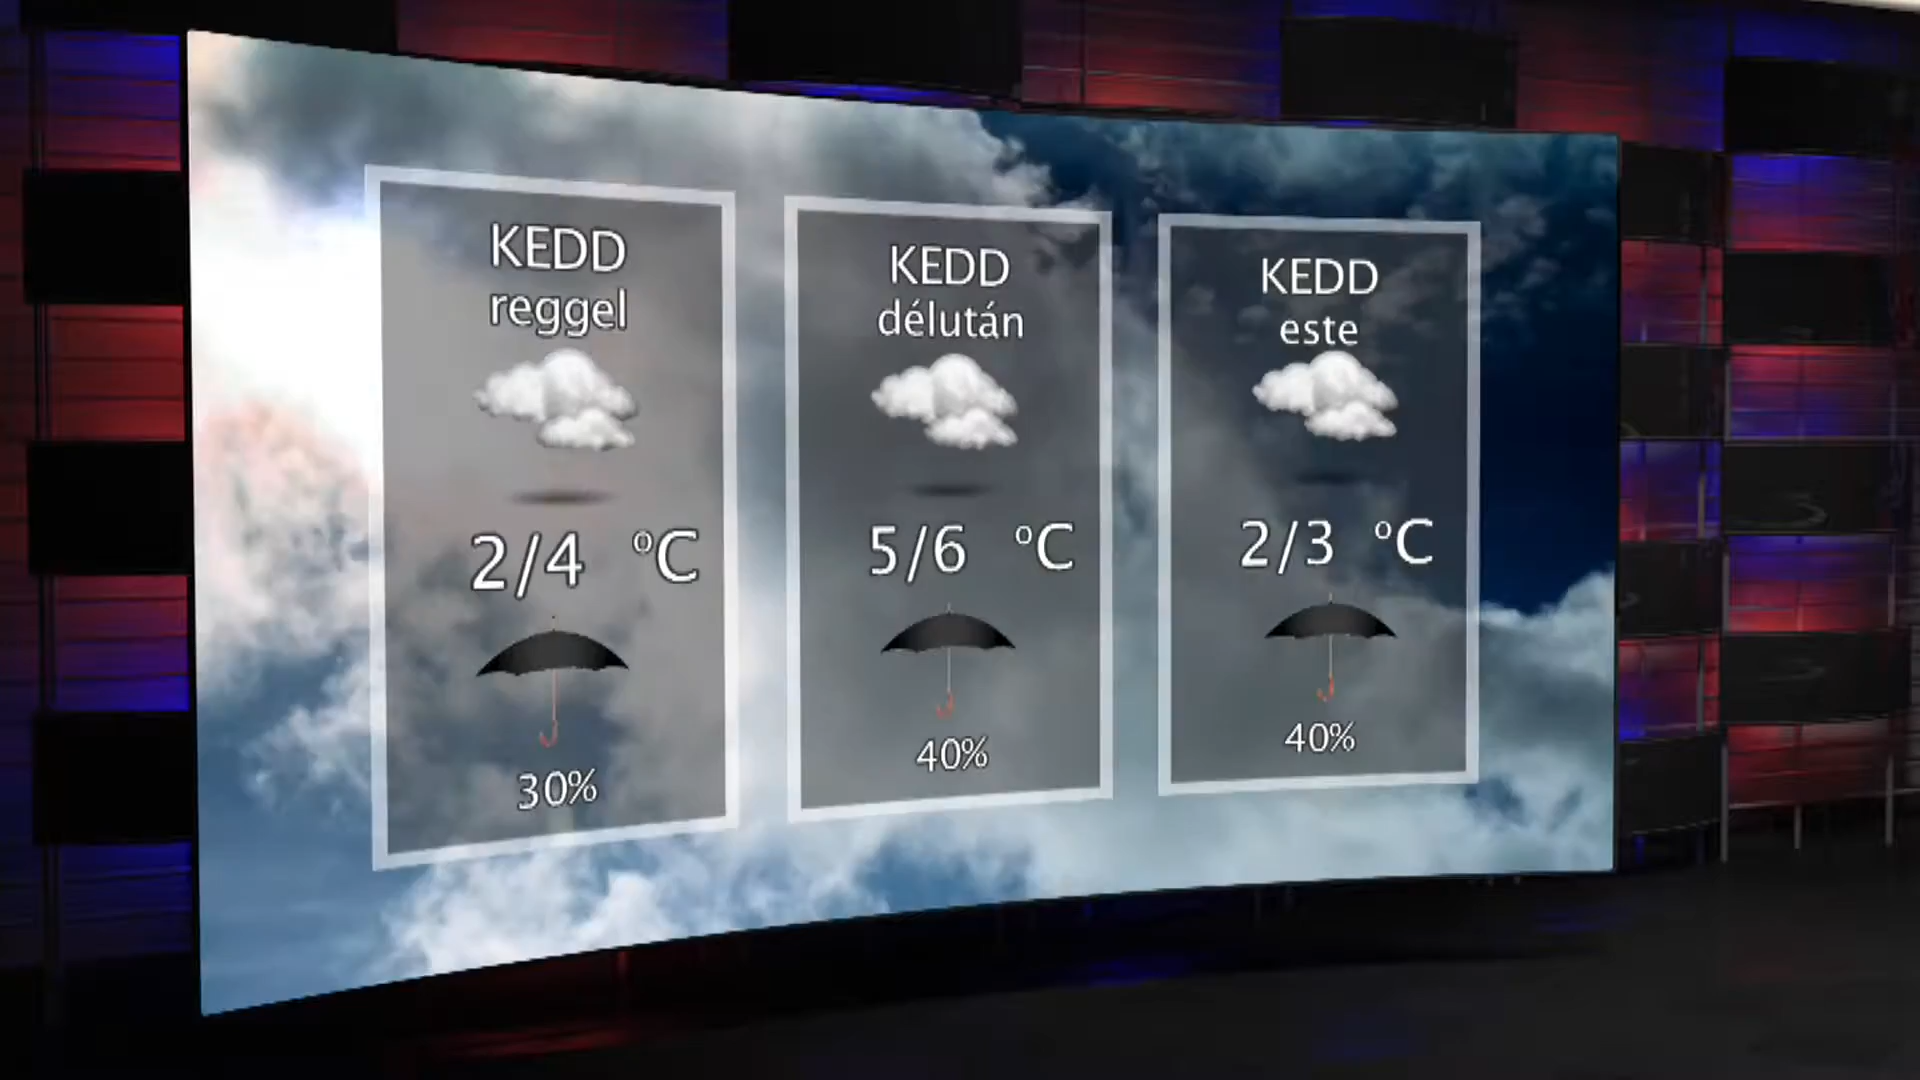 KEDD
reggel
2/4 °C
30%
KEDD
délután
5/6 °C
40%
KEDD
este
2/3 °C
40%